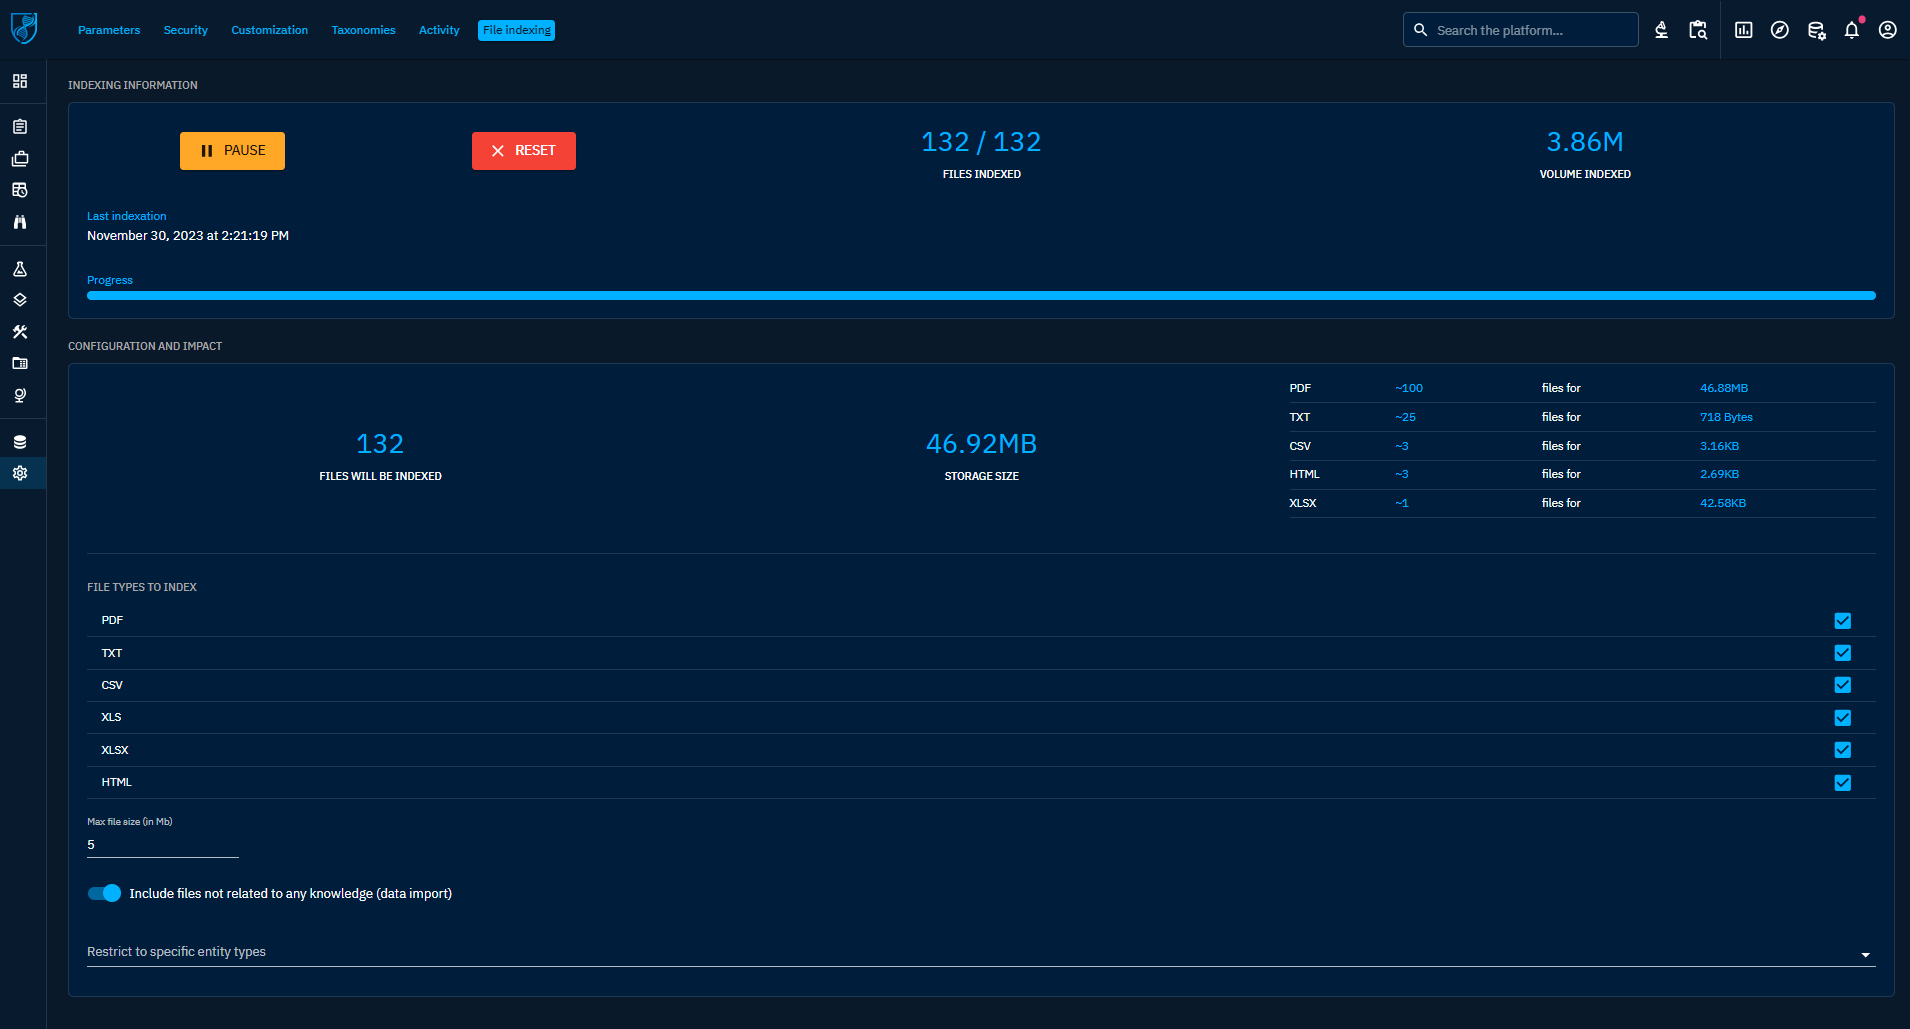 Parameters Security Customization Taxonomies Activity File indexing Search the platform...
INDEXING INFORMATION
PAUSE RESET 132 / 132 3.86M
FILES INDEXED VOLUME INDEXED
Last indexation
November 30, 2023 at 2:21:19 PM
Progress
CONFIGURATION AND IMPACT
132
FILES WILL BE INDEXED
46.92MB
STORAGE SIZE
PDF ~100 files for 46.88MB
TXT ~25 files for 718 Bytes
CSV ~3 files for 3.16KB
HTML ~3 files for 2.69KB
XLSX ~1 files for 42.58KB
FILE TYPES TO INDEX
PDF
TXT
CSV
XLS
XLSX
HTML
Max file size (in Mb)
5
Include files not related to any knowledge (data import)
Restrict to specific entity types